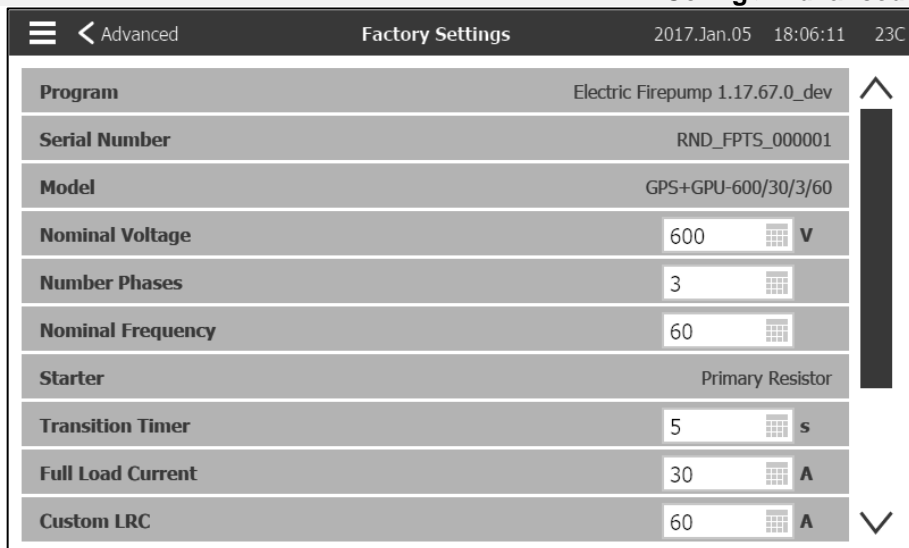 Advanced Factory Settings 2017.Jan.05 18:06:11 23C
Program Electric Firepump 1.17.67.0_dev
Serial Number RND_FPTS_000001
Model GPS+GPU-600/30/3/60
Nominal Voltage 600 V
Number Phases 3
Nominal Frequency 60
Starter Primary Resistor
Transition Timer 5 s
Full Load Current 30 A
Custom LRC 60 A